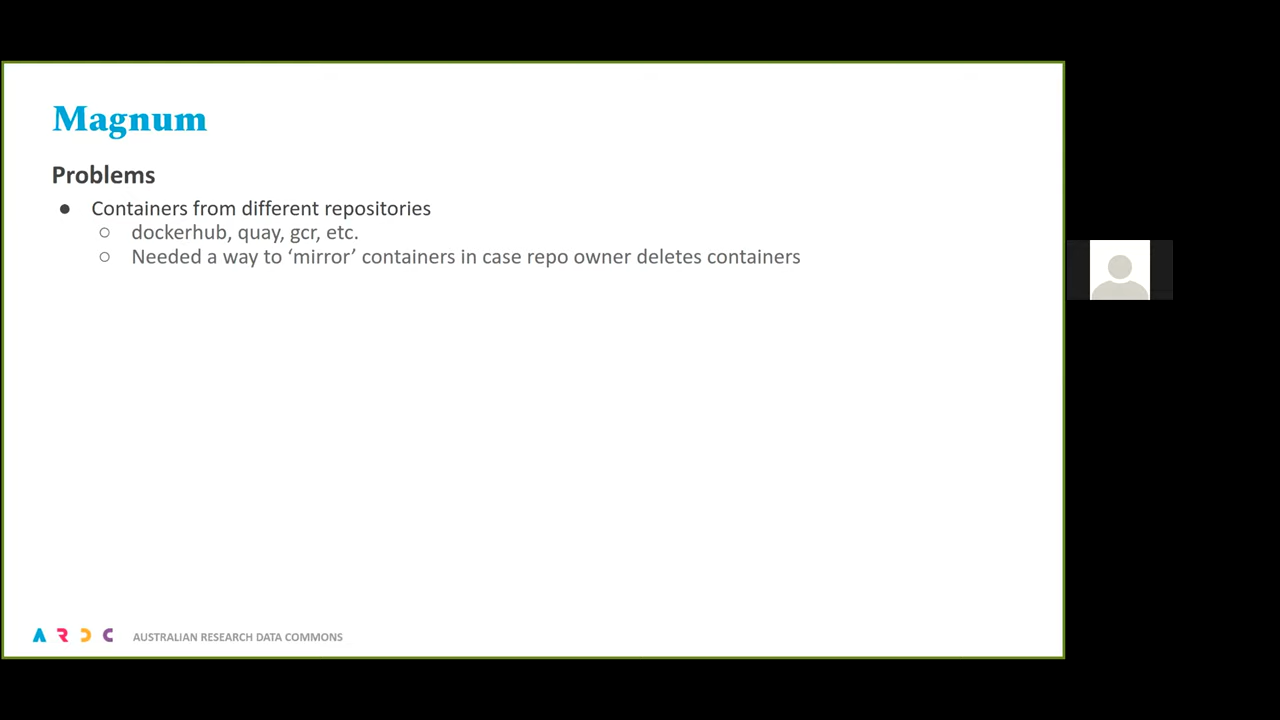 Magnum
Problems
● Containers from different repositories
○ dockerhub, quay, gcr, etc.
○ Needed a way to ‘mirror’ containers in case repo owner deletes containers
ARDC AUSTRALIAN RESEARCH DATA COMMONS